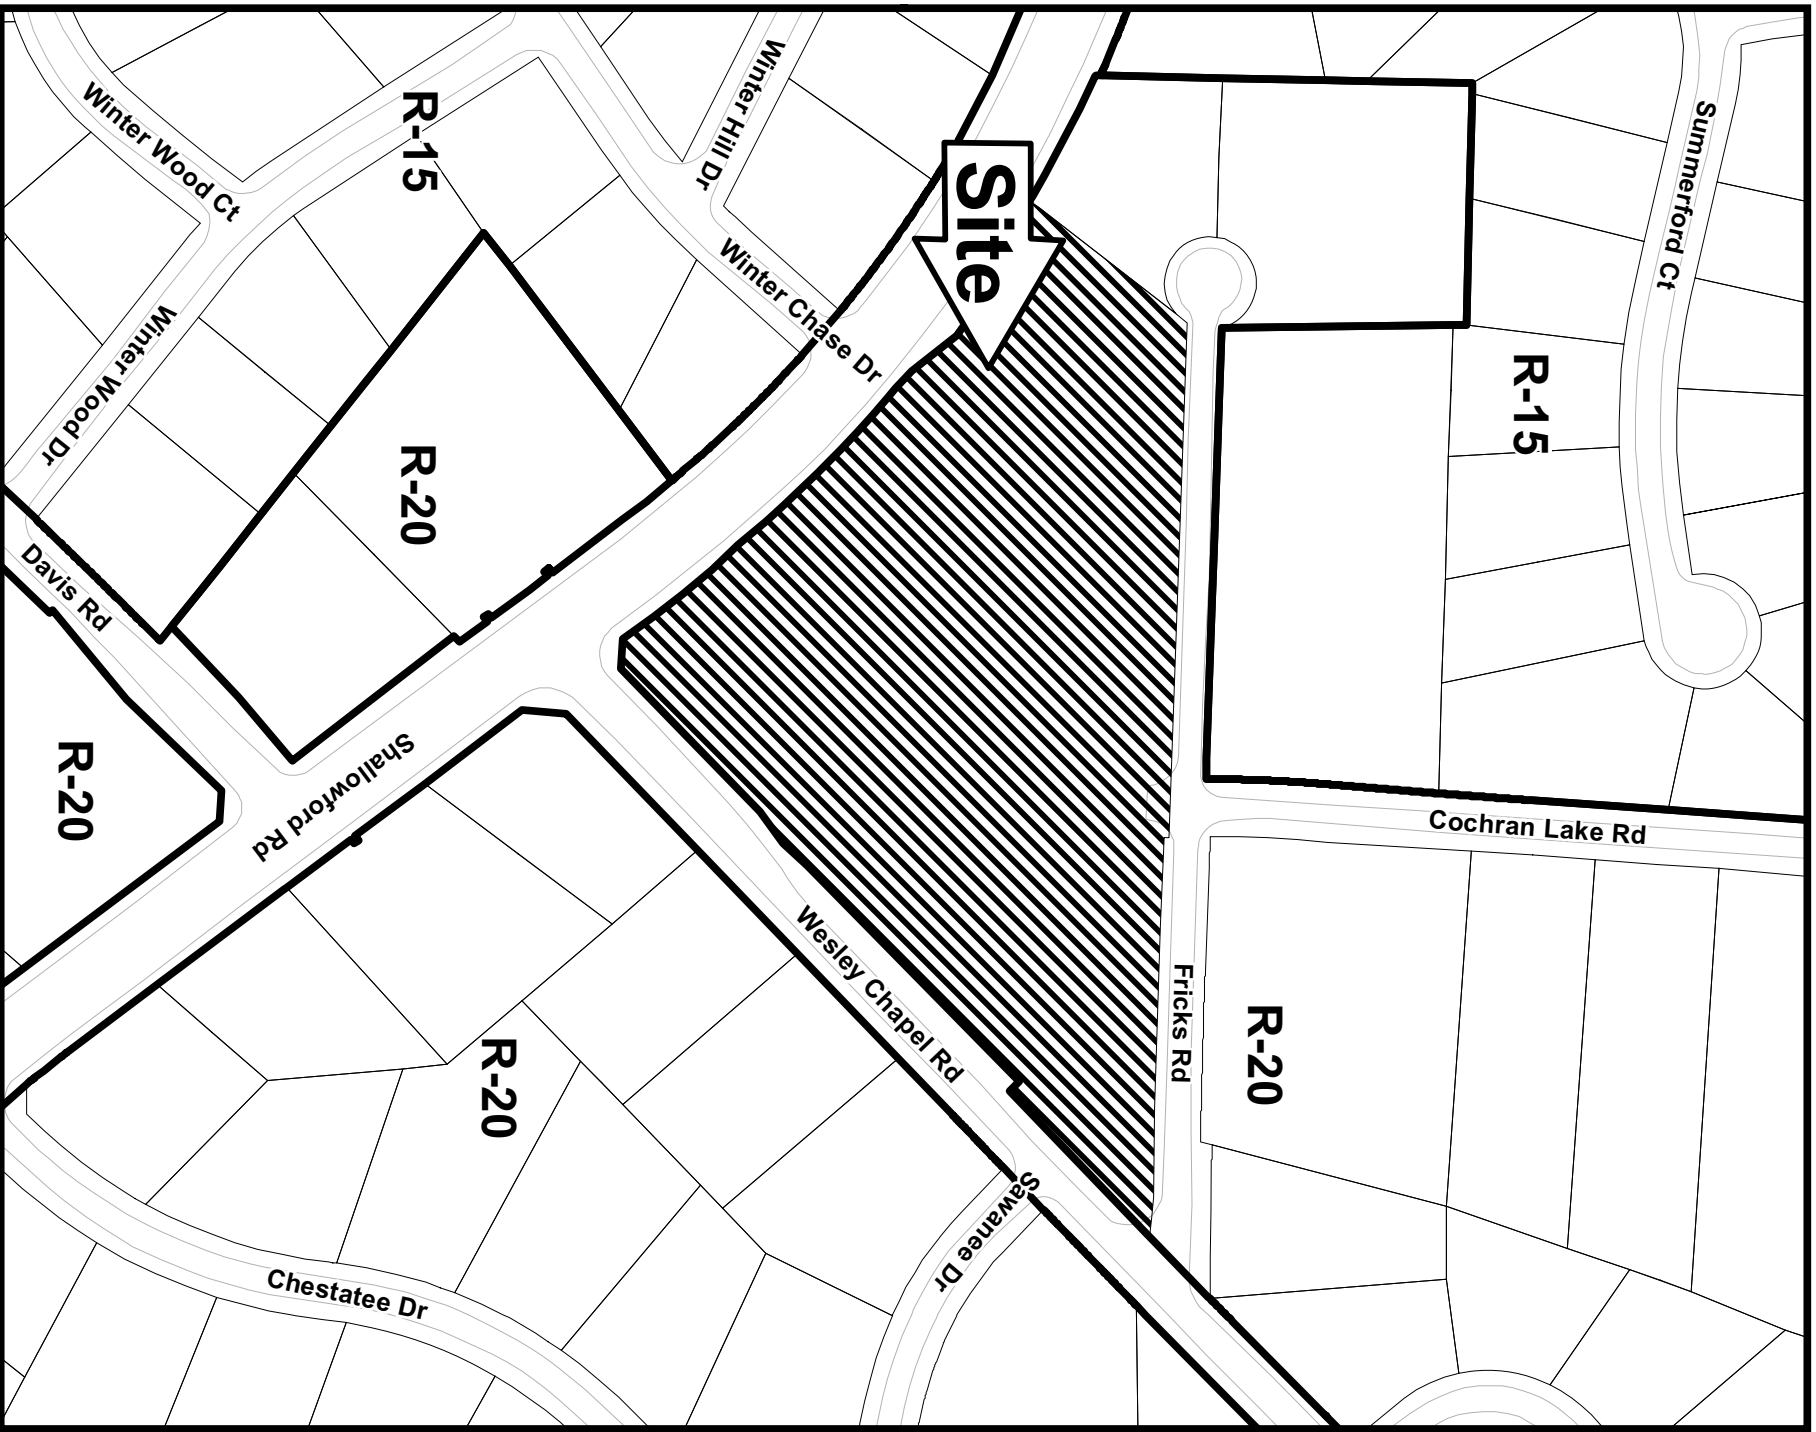 Winter Wood Ct
R-15
Winter Hill Dr
Site
Summerford Ct
Winter Chase Dr
Winter Wood Dr
R-15
R-20
Davis Rd
Shallowford Rd
R-20
Cochran Lake Rd
Wesley Chapel Rd
Fricks Rd
R-20
R-20
Sawanee Dr
Chestatee Dr